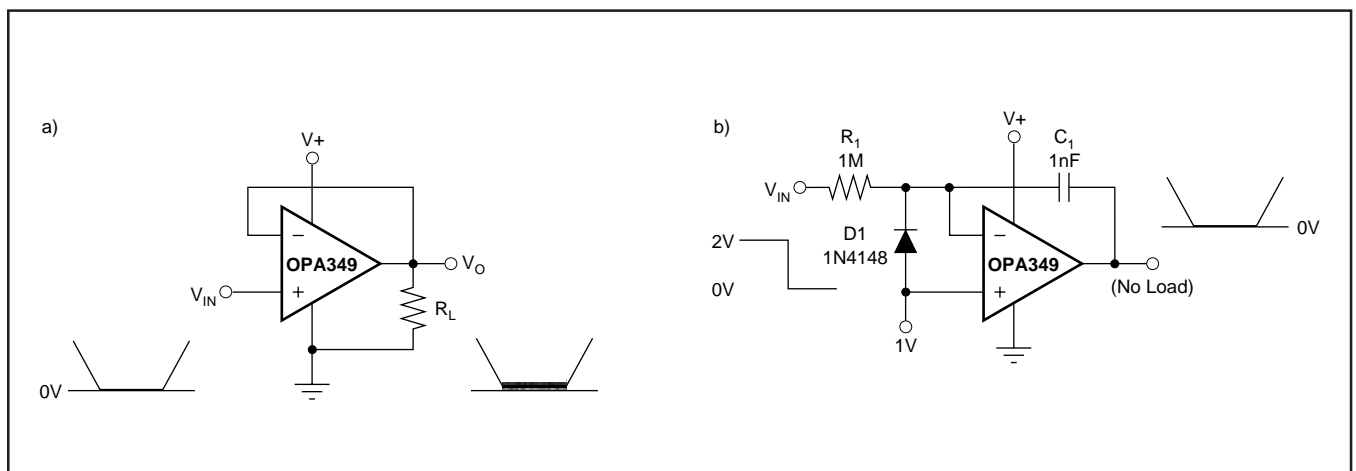 a)
V+
OPA349
−
+
V_IN
V_O
R_L
0V
b)
V+
R_1
1M
C_1
1nF
V_IN
D1
1N4148
−
OPA349
+
2V
0V
1V
0V
(No Load)